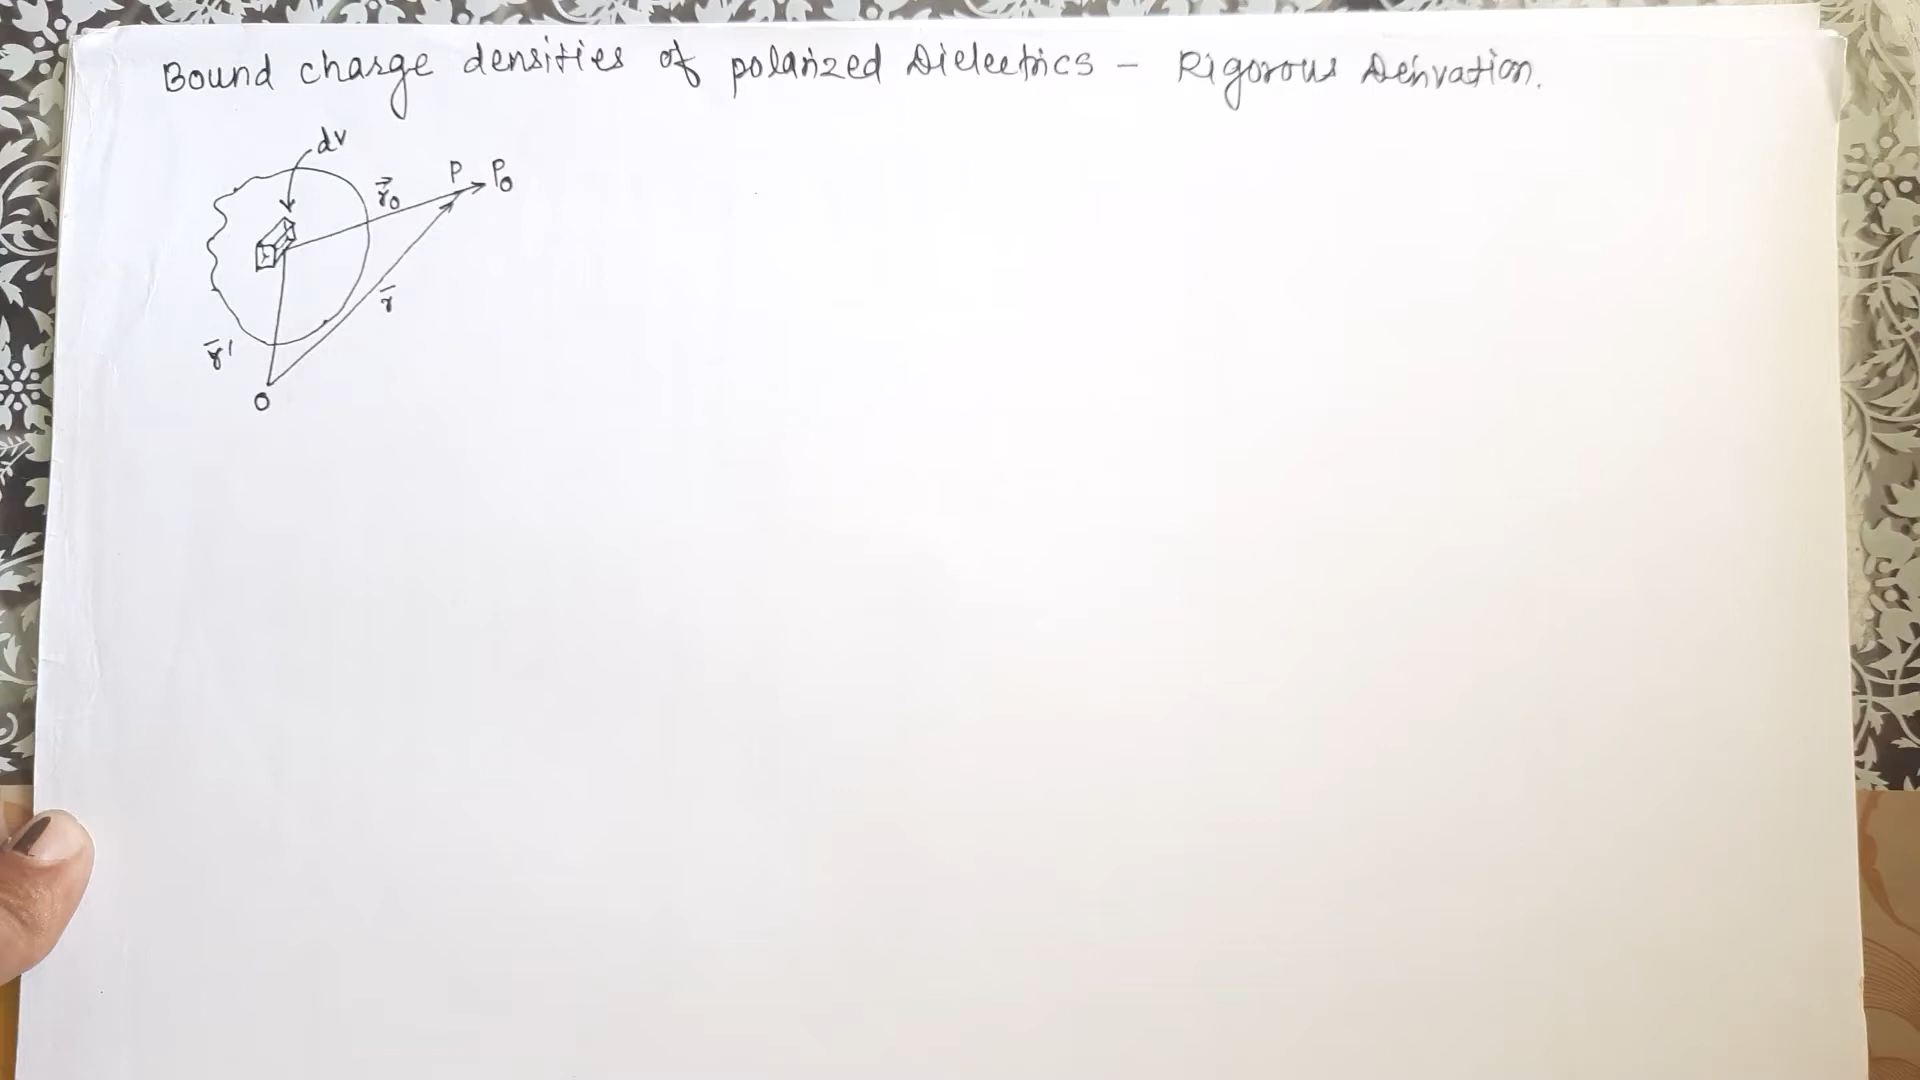 Bound charge densities of polarized Dielectrics - Rigorous Derivation.
dv
P P₀
r⃗₀
r̄
r̄'
O